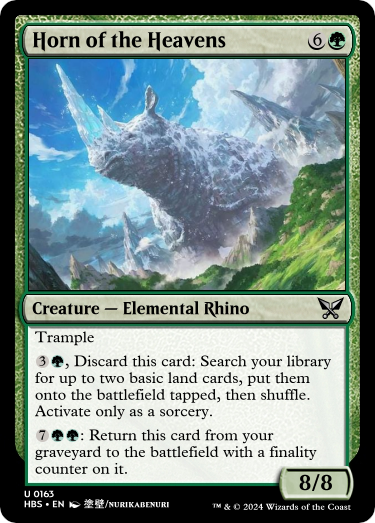 Horn of the Heavens 6
Creature — Elemental Rhino
Trample
3, Discard this card: Search your library
for up to two basic land cards, put them
onto the battlefield tapped, then shuffle.
Activate only as a sorcery.
7: Return this card from your
graveyard to the battlefield with a finality
counter on it.
8/8
U 0163
HBS • EN 塗壁/NURIKABENURI
™ & © 2024 Wizards of the Coast